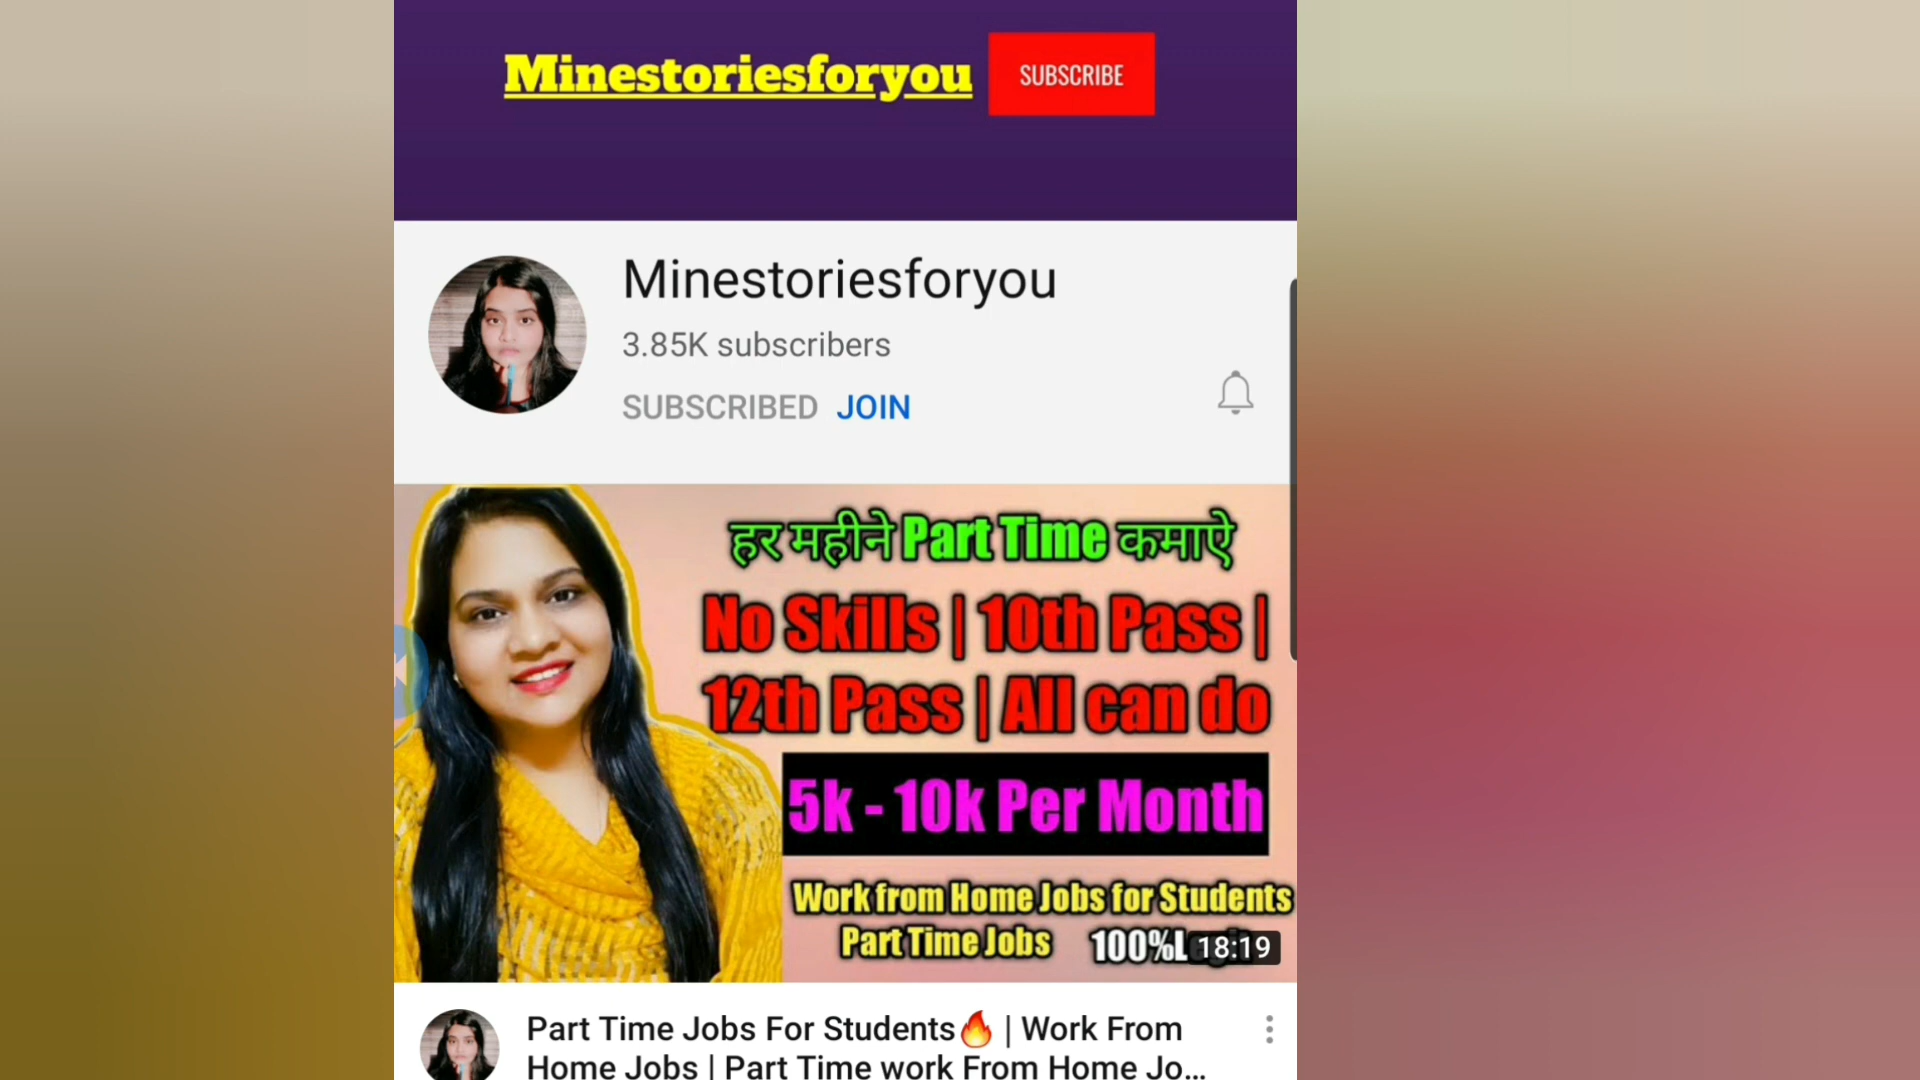 Minestoriesforyou
SUBSCRIBE
Minestoriesforyou
3.85K subscribers
SUBSCRIBED JOIN
हर महीने Part Time कमाऐ
No Skills | 10th Pass |
12th Pass | All can do
5k - 10k Per Month
Work from Home Jobs for Students
Part Time Jobs 100%L
18:19
Part Time Jobs For Students🔥 | Work From
Home Jobs | Part Time work From Home Jo...